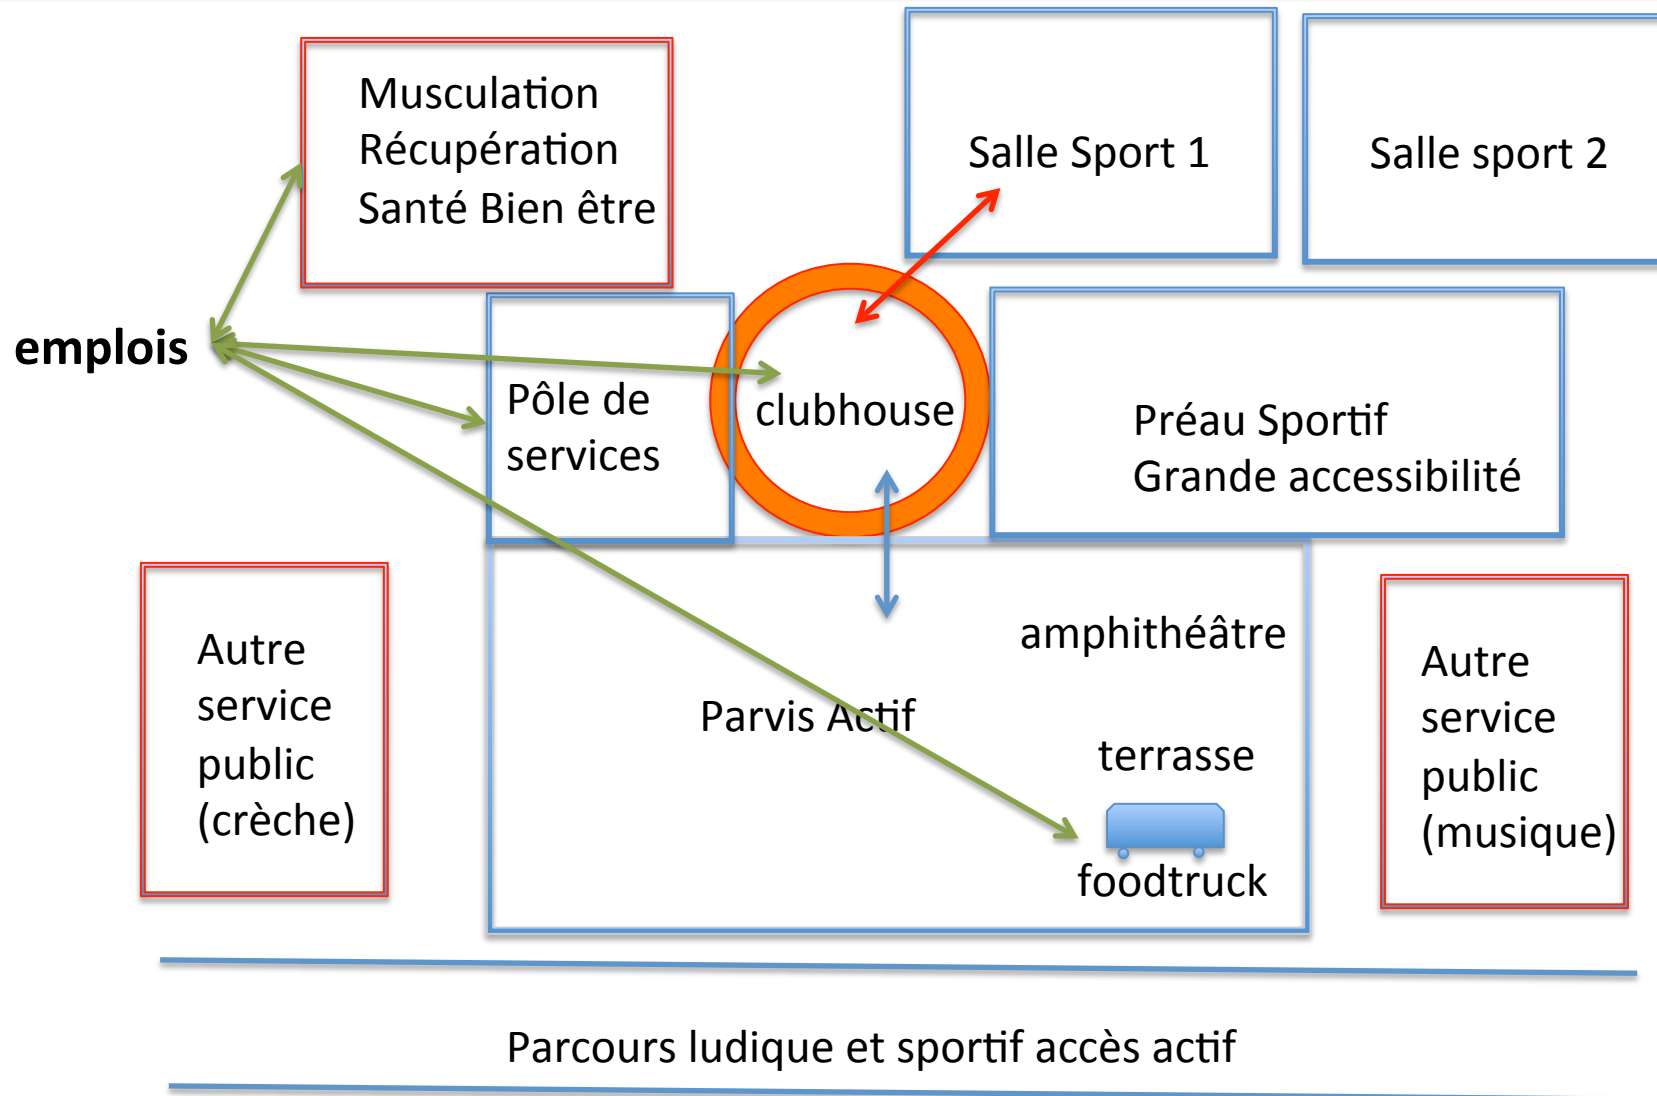 Musculation
Récupération
Santé Bien être
Salle Sport 1
Salle sport 2
emplois
Pôle de
services
clubhouse
Préau Sportif
Grande accessibilité
Autre
service
public
(crèche)
Parvis Actif
amphithéâtre
terrasse
foodtruck
Autre
service
public
(musique)
Parcours ludique et sportif accès actif